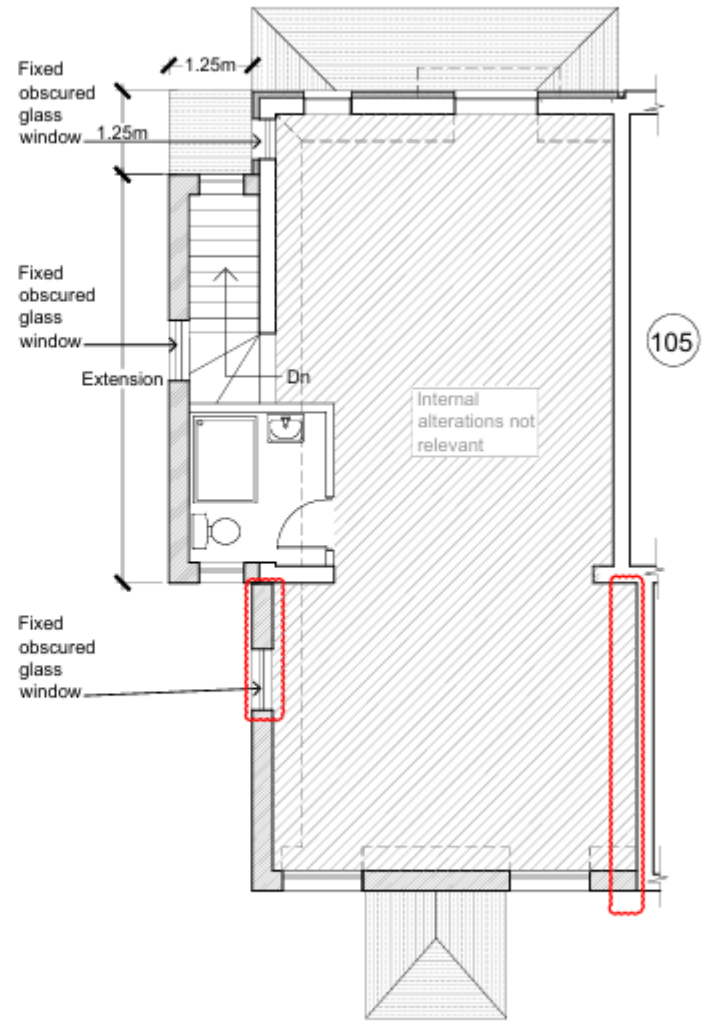 1.25m
Fixed
obscured
glass
window
1.25m
Fixed
obscured
glass
window
Extension
Dn
105
Internal
alterations not
relevant
Fixed
obscured
glass
window